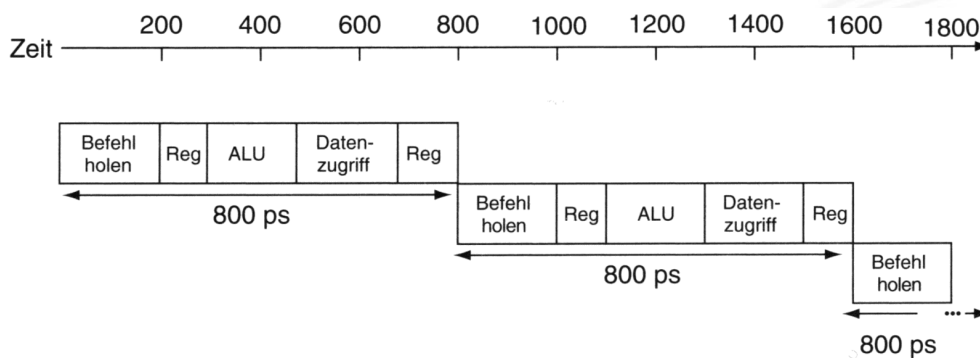 200 400 600 800 1000 1200 1400 1600 1800
Zeit
Befehl holen
Reg
ALU
Daten-
zugriff
Reg
800 ps
Befehl holen
Reg
ALU
Daten-
zugriff
Reg
800 ps
Befehl
holen
...
800 ps